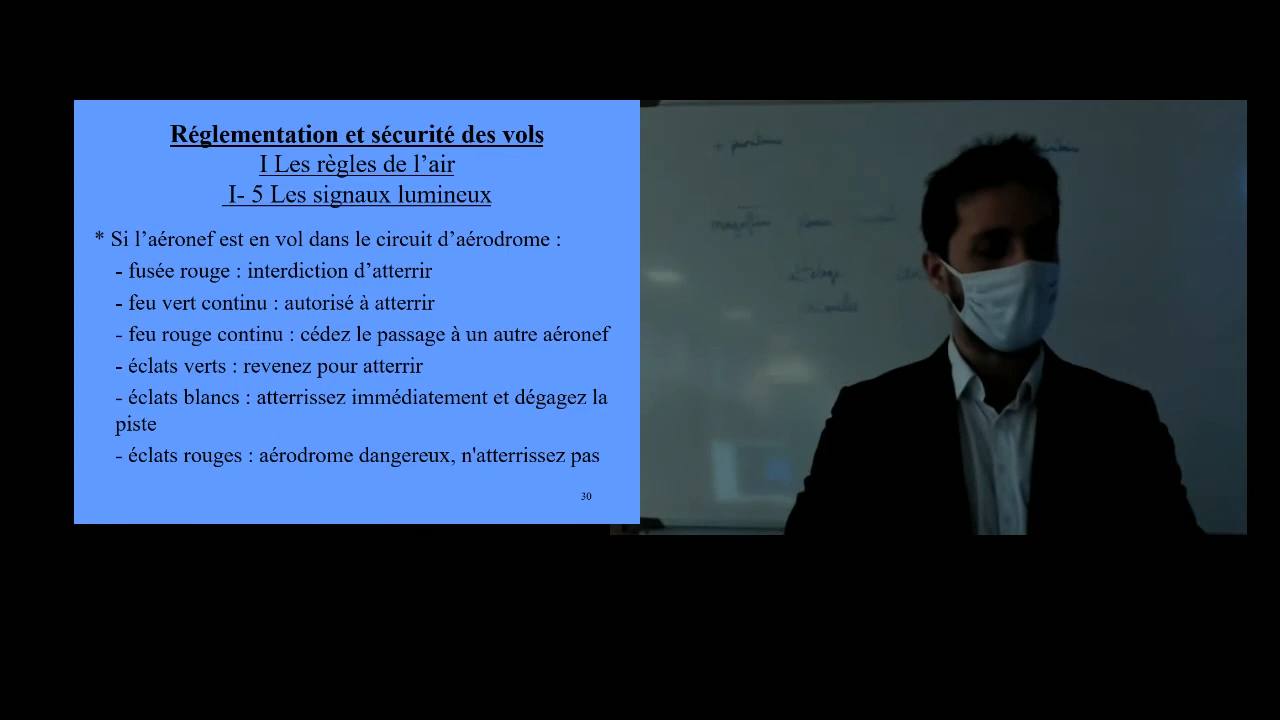 Réglementation et sécurité des vols
I Les règles de l’air
I- 5 Les signaux lumineux
* Si l’aéronef est en vol dans le circuit d’aérodrome :
- fusée rouge : interdiction d’atterrir
- feu vert continu : autorisé à atterrir
- feu rouge continu : cédez le passage à un autre aéronef
- éclats verts : revenez pour atterrir
- éclats blancs : atterrissez immédiatement et dégagez la
piste
- éclats rouges : aérodrome dangereux, n'atterrissez pas
30